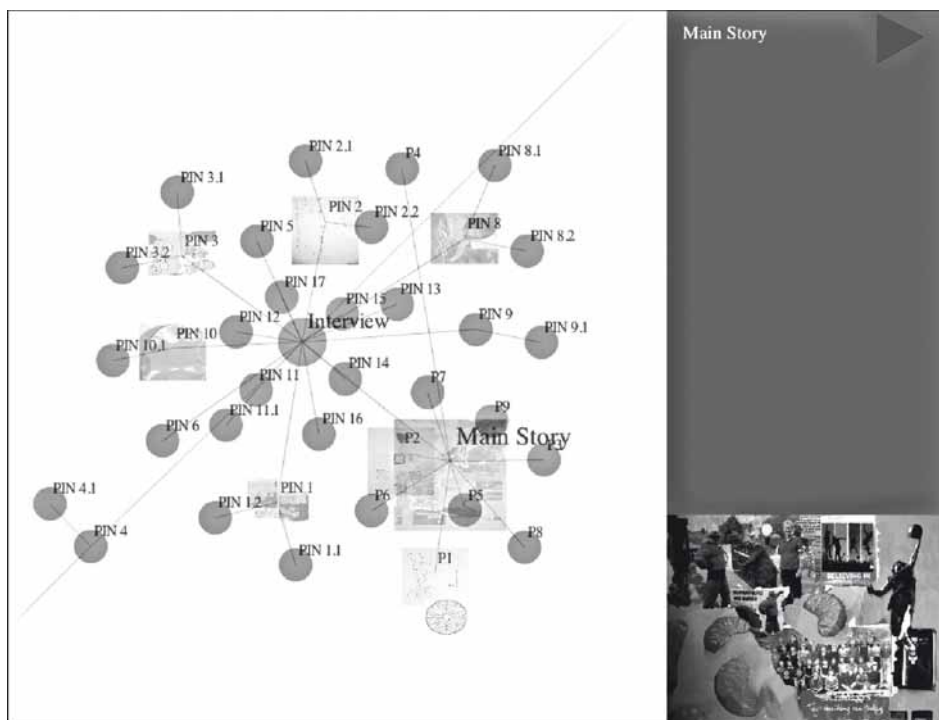 Main Story
PIN 2.1
P4
PIN 8.1
PIN 3.1
PIN 2
PIN 5
PIN 2.2
PIN 8
PIN 3
PIN 3.2
PIN 8.2
PIN 17
PIN 15
PIN 13
PIN 12
Interview
PIN 9
PIN 10
PIN 9.1
PIN 10.1
PIN 14
PIN 11
P7
P9
PIN 11.1
PIN 16
PIN 6
P2
Main Story
P3
PIN 4.1
PIN 1
PIN 1.2
P6
P5
PIN 4
P8
PIN 1.1
P1
BELIEVING IN